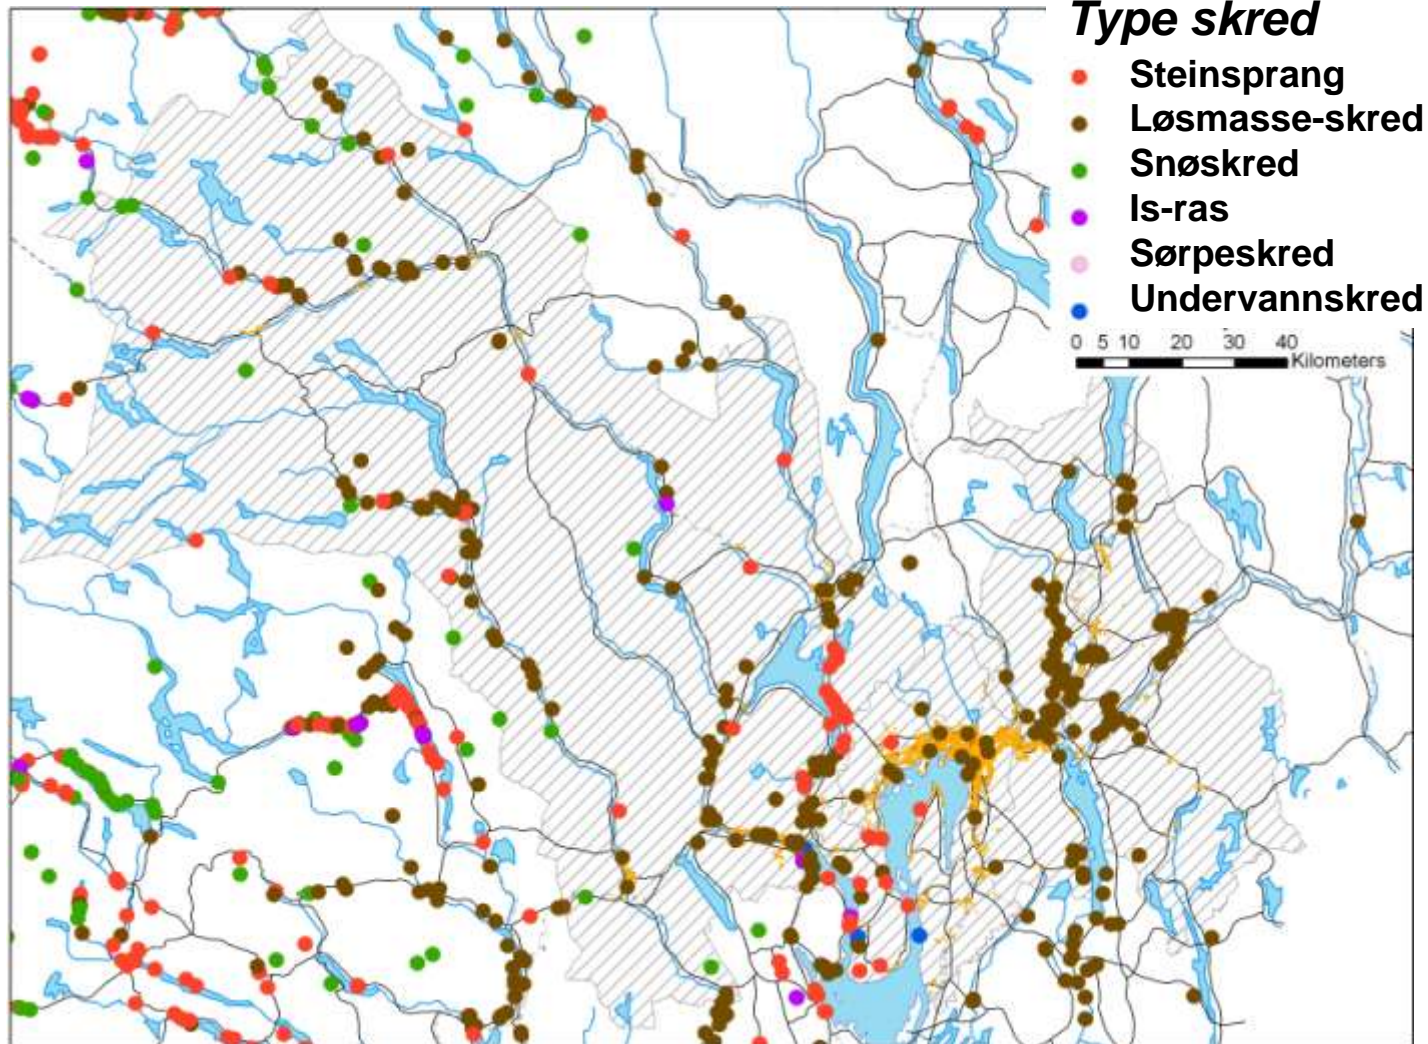 Type skred
Steinsprang
Løsmasse-skred
Snøskred
Is-ras
Sørpeskred
Undervannskred
0 5 10 20 30 40
Kilometers